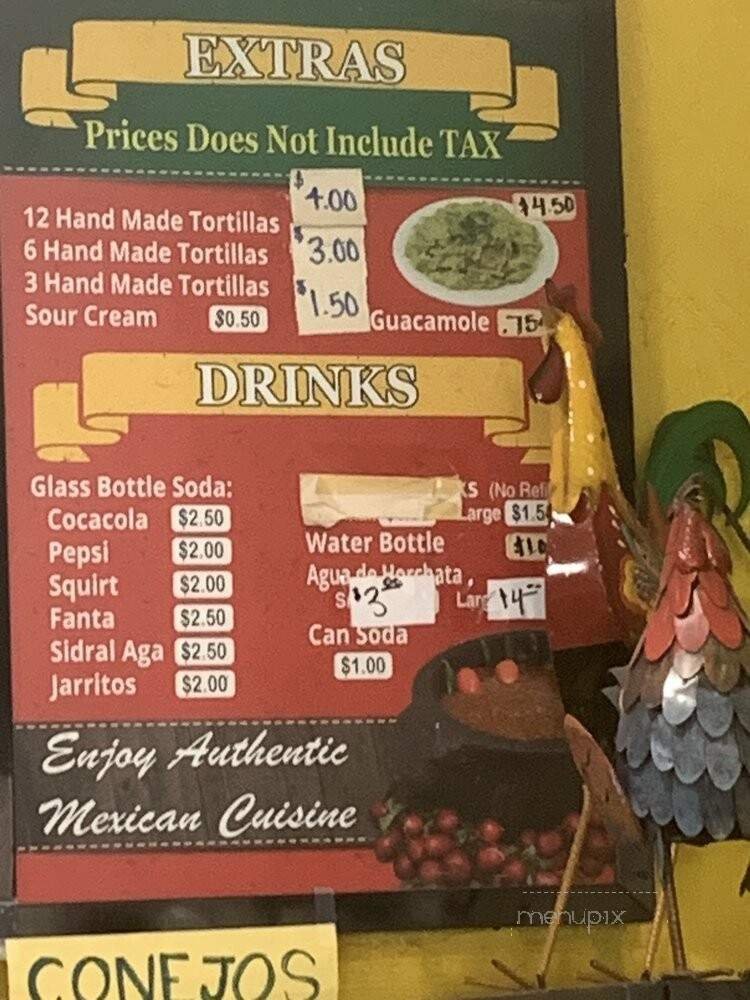 EXTRAS
Prices Does Not Include TAX
12 Hand Made Tortillas $4.00
6 Hand Made Tortillas $3.00
3 Hand Made Tortillas $1.50
Sour Cream $0.50
$4.50
Guacamole .75
DRINKS
Glass Bottle Soda:
Cocacola $2.50
Pepsi $2.00
Squirt $2.00
Fanta $2.50
Sidral Aga $2.50
Jarritos $2.00
(No
Water Bottle
Agua de Horchata,
$3.00 $4
Can Soda
$1.00
Enjoy Authentic
Mexican Cuisine
menupix
CONEJOS